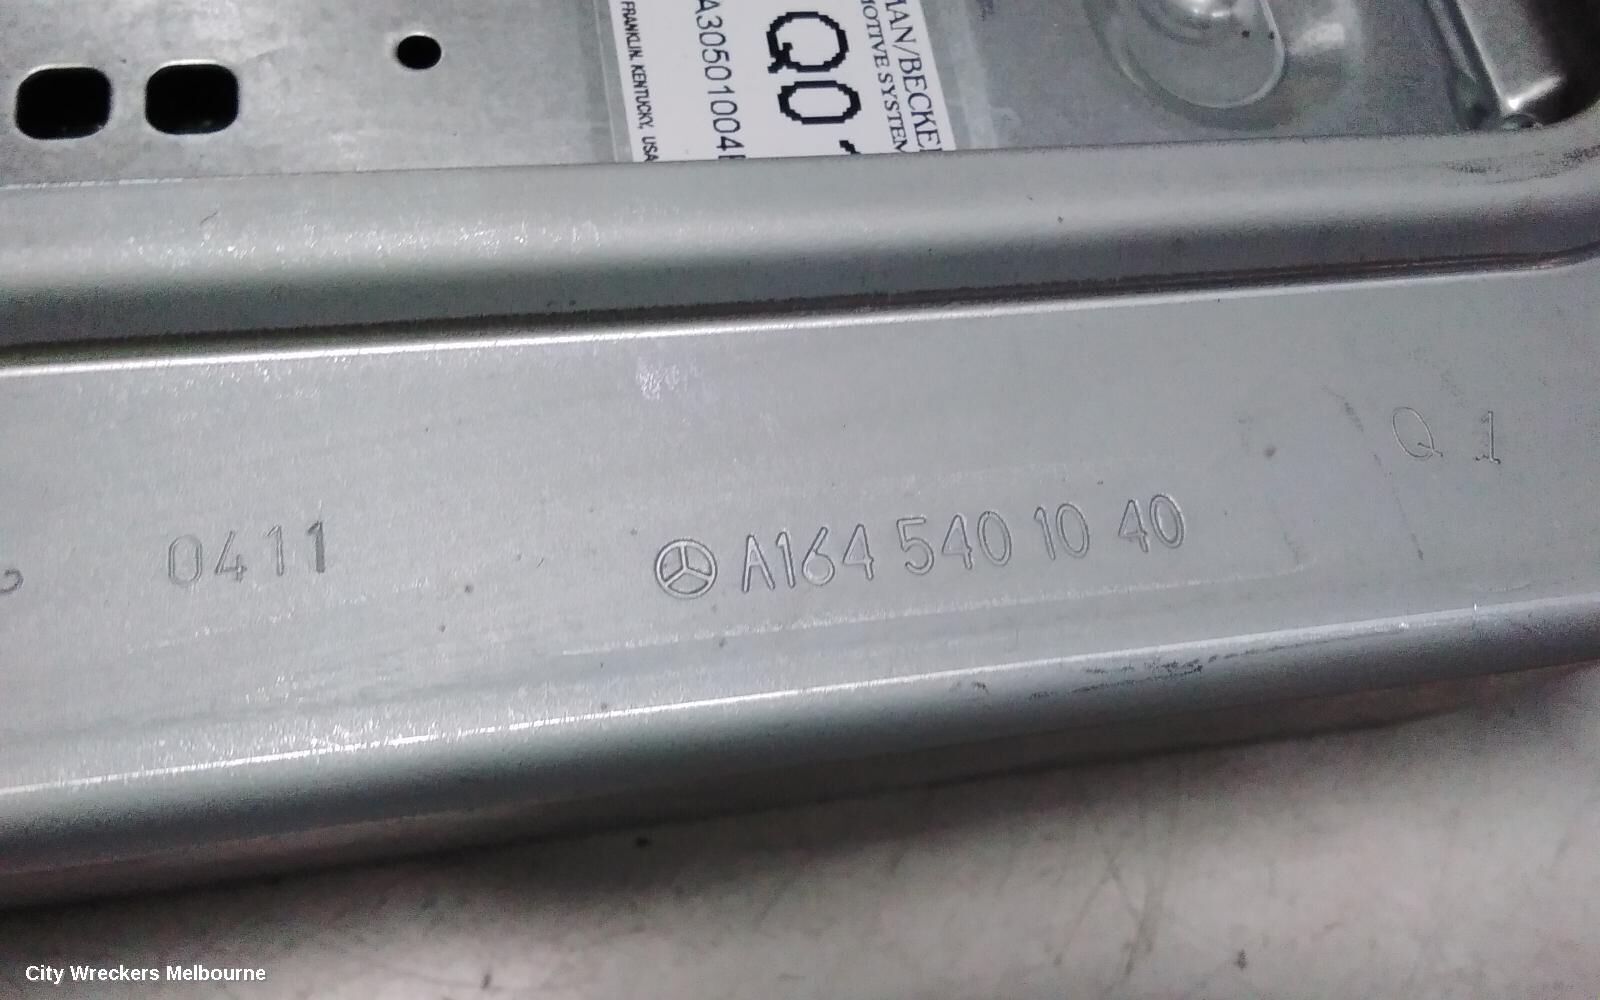 MAN/BECKE
MOTIVE SYSTEM
Q0
A30501004
FRANKLIN, KENTUCKY, USA
Q 1
0411
A164 540 10 40
City Wreckers Melbourne